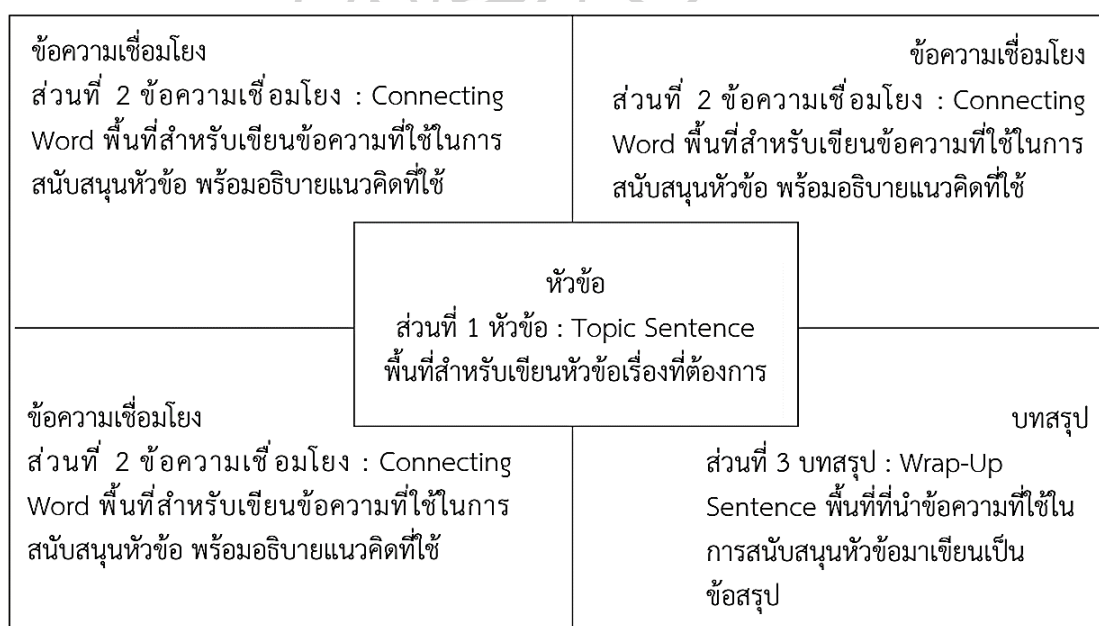 ข้อความเชื่อมโยง
ส่วนที่ 2 ข้อความเชื่อมโยง : Connecting
Word พื้นที่สำหรับเขียนข้อความที่ใช้ในการ
สนับสนุนหัวข้อ พร้อมอธิบายแนวคิดที่ใช้
ข้อความเชื่อมโยง
ส่วนที่ 2 ข้อความเชื่อมโยง : Connecting
Word พื้นที่สำหรับเขียนข้อความที่ใช้ในการ
สนับสนุนหัวข้อ พร้อมอธิบายแนวคิดที่ใช้
หัวข้อ
ส่วนที่ 1 หัวข้อ : Topic Sentence
พื้นที่สำหรับเขียนหัวข้อเรื่องที่ต้องการ
ข้อความเชื่อมโยง
ส่วนที่ 2 ข้อความเชื่อมโยง : Connecting
Word พื้นที่สำหรับเขียนข้อความที่ใช้ในการ
สนับสนุนหัวข้อ พร้อมอธิบายแนวคิดที่ใช้
บทสรุป
ส่วนที่ 3 บทสรุป : Wrap-Up
Sentence พื้นที่ที่นำข้อความที่ใช้ใน
การสนับสนุนหัวข้อมาเขียนเป็น
ข้อสรุป